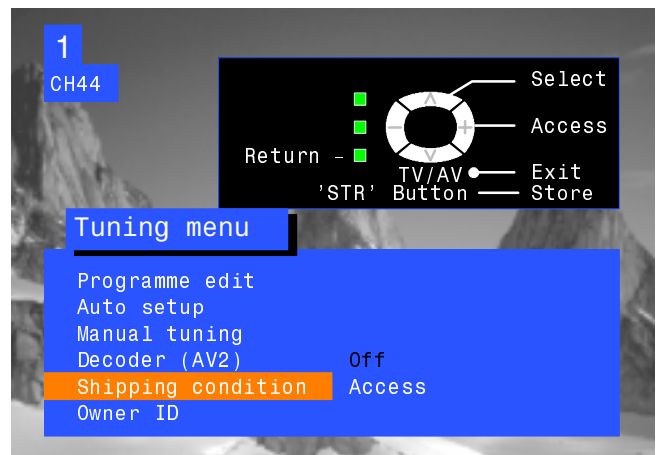 1
CH44
Select
Access
Return
TV/AV
Exit
'STR' Button
Store
Tuning menu
Programme edit
Auto setup
Manual tuning
Decoder (AV2) Off
Shipping condition Access
Owner ID